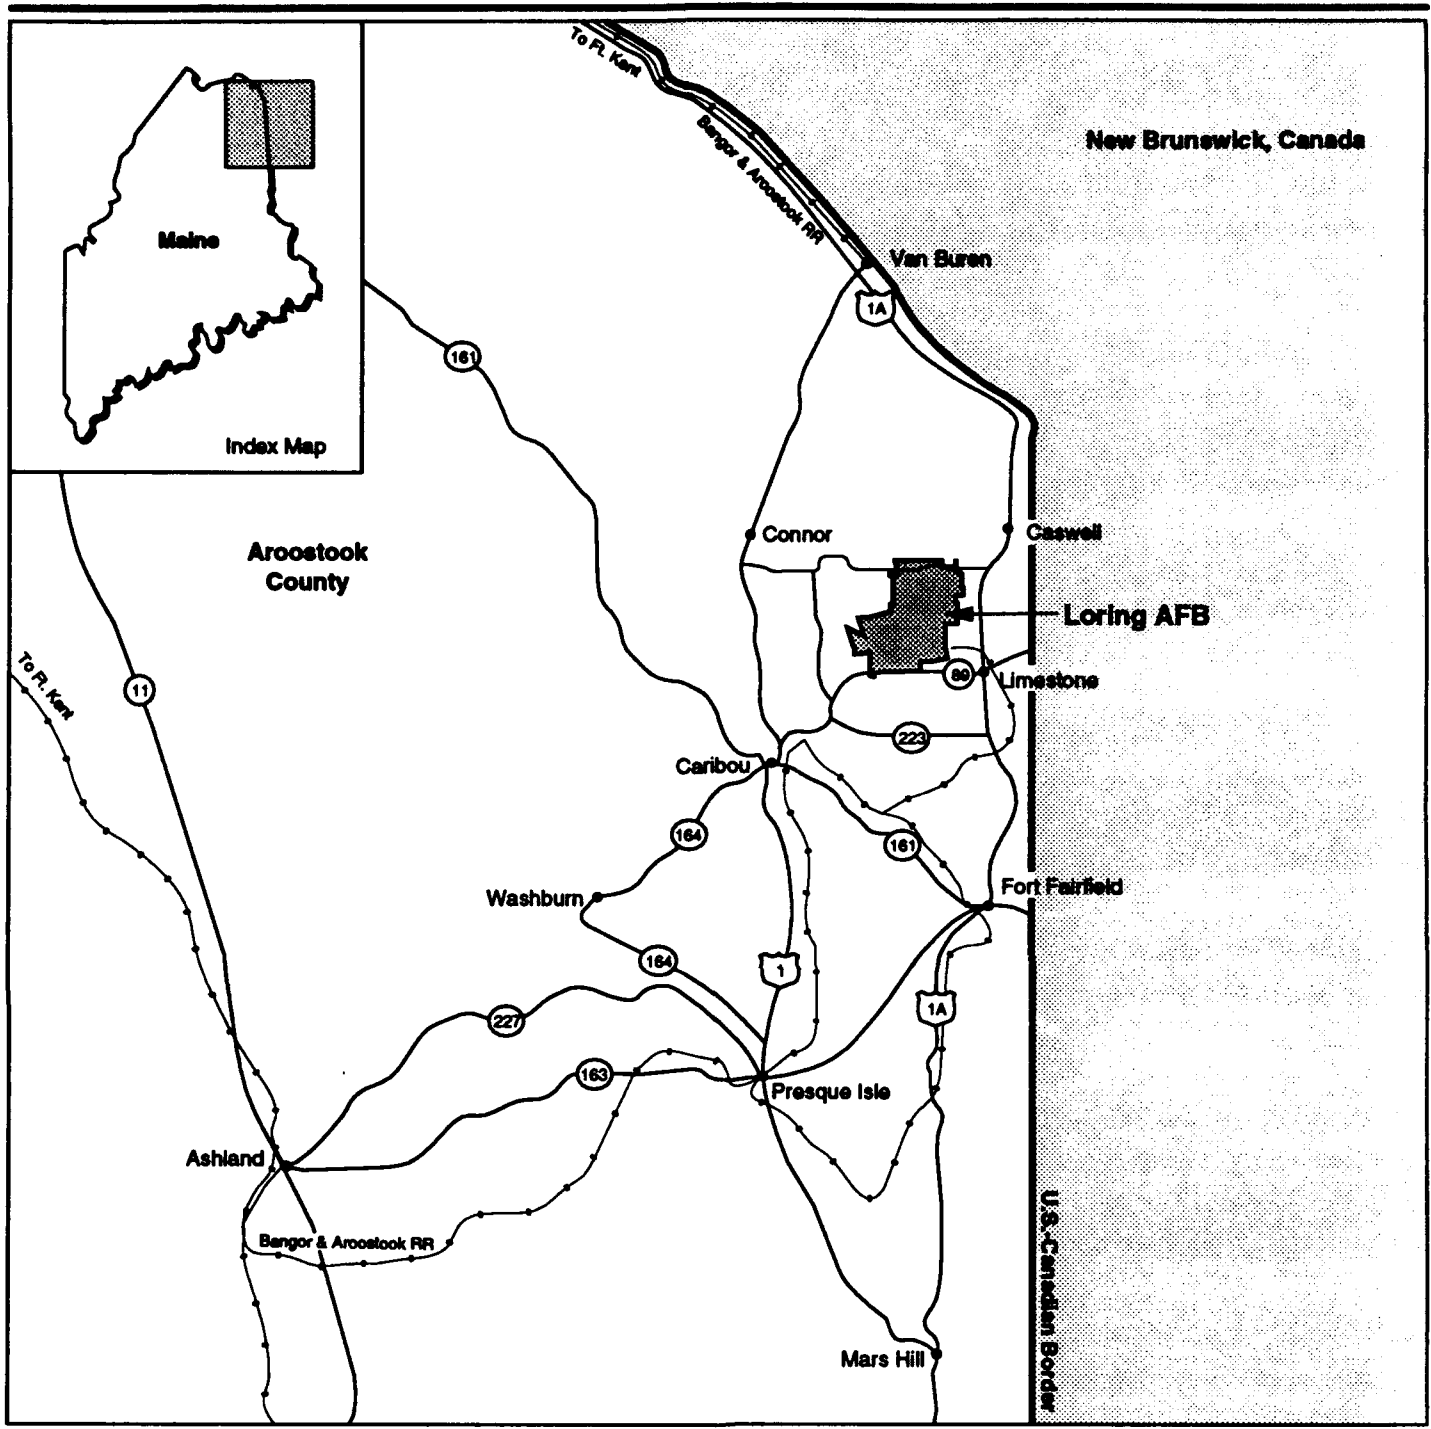 To Ft. Kent
New Brunswick, Canada
Bangor & Aroostook RR
Maine
Van Buren
1A
161
Index Map
Connor
Caswell
Aroostook
County
Loring AFB
To Ft. Kent
11
89
Limestone
223
Caribou
164
161
Fort Fairfield
Washburn
164
1
1A
227
163
Presque Isle
Ashland
U.S.-Canadian Border
Bangor & Aroostook RR
Mars Hill